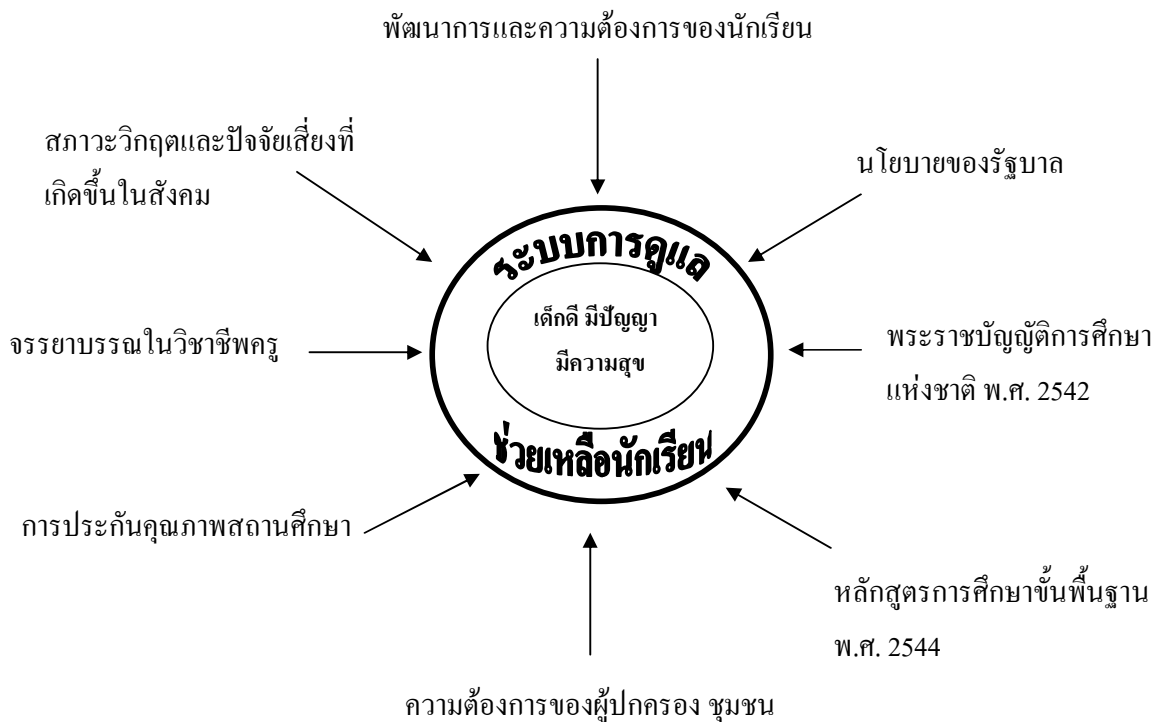 พัฒนาการและความต้องการของนักเรียน
สภาวะวิกฤตและปัจจัยเสี่ยงที่
เกิดขึ้นในสังคม
นโยบายของรัฐบาล
ระบบการดูแล
เด็กดี มีปัญญา
มีความสุข
จรรยาบรรณในวิชาชีพครู
พระราชบัญญัติการศึกษา
แห่งชาติ พ.ศ. 2542
ช่วยเหลือนักเรียน
การประกันคุณภาพสถานศึกษา
หลักสูตรการศึกษาขั้นพื้นฐาน
พ.ศ. 2544
ความต้องการของผู้ปกครอง ชุมชน